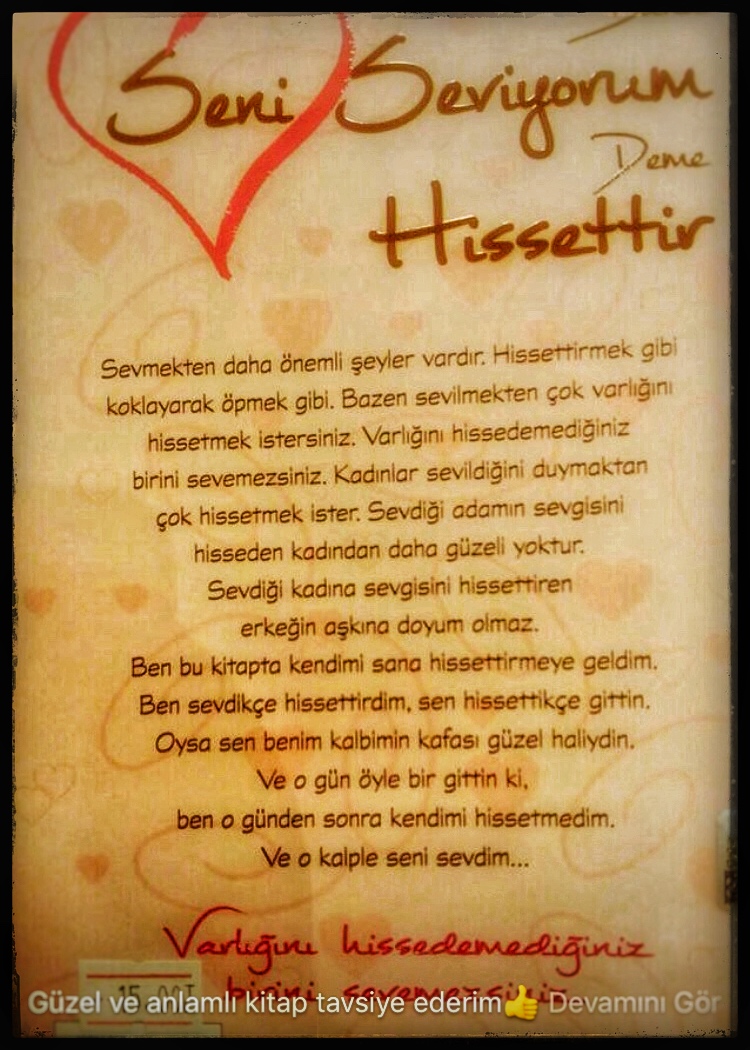 Seni Seviyorum
Deme
Hissettir
Sevmekten daha önemli şeyler vardır. Hissettirmek gibi
koklayarak öpmek gibi. Bazen sevilmekten çok varlığını
hissetmek istersiniz. Varlığını hissedemediğiniz
birini sevemezsiniz. Kadınlar sevildiğini duymaktan
çok hissetmek ister. Sevdiği adamın sevgisini
hisseden kadından daha güzeli yoktur.
Sevdiği kadına sevgisini hissettiren
erkeğin aşkına doyum olmaz.
Ben bu kitapta kendimi sana hissettirmeye geldim.
Ben sevdikçe hissettirdim, sen hissettikçe gittin.
Oysa sen benim kalbimin kafası güzel haliydin.
Ve o gün öyle bir gittin ki,
ben o günden sonra kendimi hissetmedim.
Ve o kalple seni sevdim...
Varlığını hissedemediğiniz
birini sevemezsiniz
Güzel ve anlamlı kitap tavsiye ederim👍 Devamını Gör